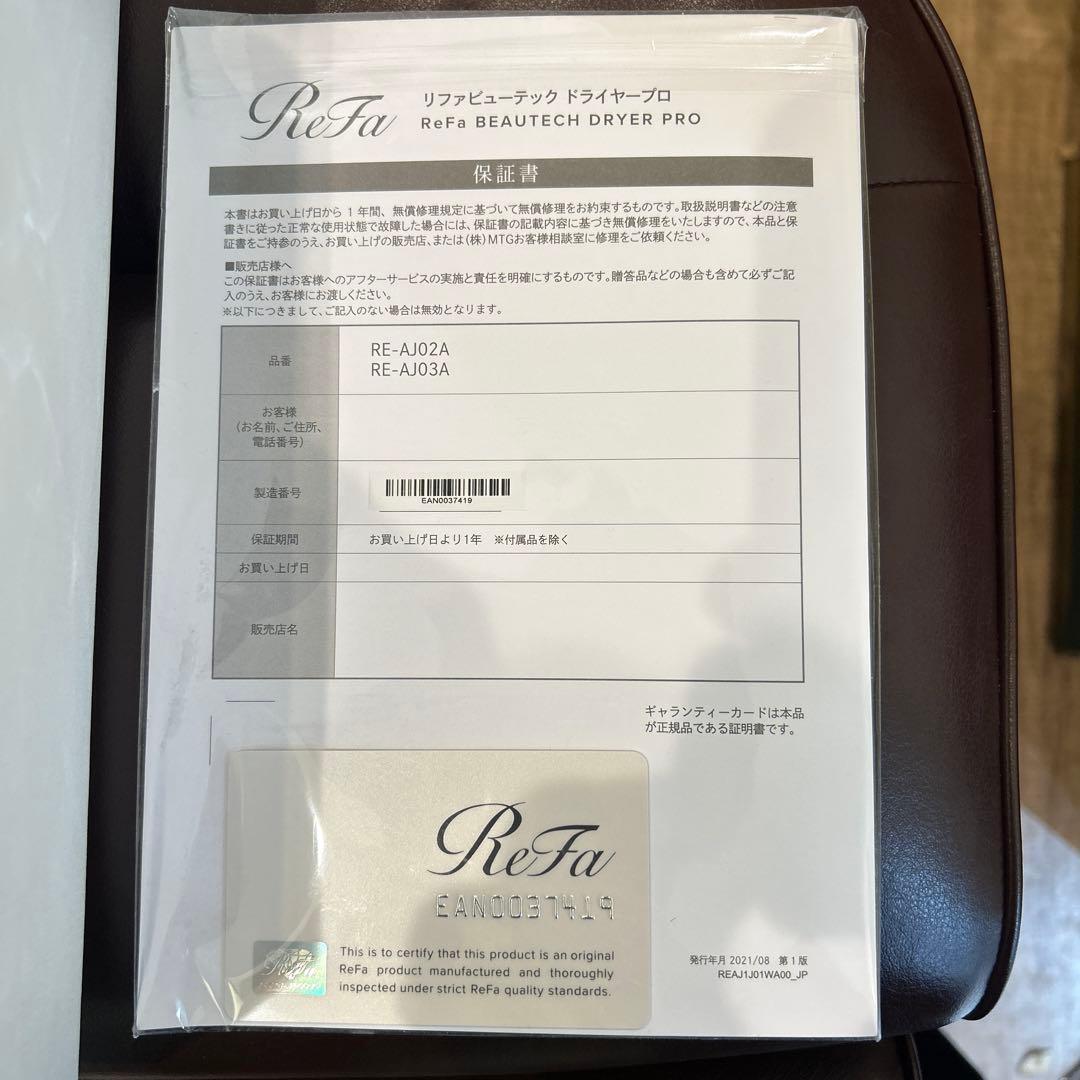 ReFa
リファビューテック ドライヤープロ
ReFa BEAUTECH DRYER PRO
保証書
本書はお買い上げ日から 1 年間、無償修理規定に基づいて無償修理をお約束するものです。取扱説明書などの注意
書きに従った正常な使用状態で故障した場合には、保証書の記載内容に基づき無償修理をいたしますので、本品と保
証書をご持参のうえ、お買い上げの販売店、または（株）MTGお客様相談室に修理をご依頼ください。
■販売店様へ
この保証書はお客様へのアフターサービスの実施と責任を明確にするものです。贈答品などの場合も含めて必ずご記
入のうえ、お客様にお渡しください。
※以下につきまして、ご記入のない場合は無効となります。
品番
RE-AJ02A
RE-AJ03A
お客様
（お名前、ご住所、
電話番号）
製造番号
EAN0037419
保証期間
お買い上げ日より1年 ※付属品を除く
お買い上げ日
販売店名
ギャランティーカードは本品
が正規品である証明書です。
ReFa
EAN0037419
This is to certify that this product is an original
ReFa product manufactured and thoroughly
inspected under strict ReFa quality standards.
ReFa
発行年月 2021/08 第1版
REAJ1J01WA00_JP